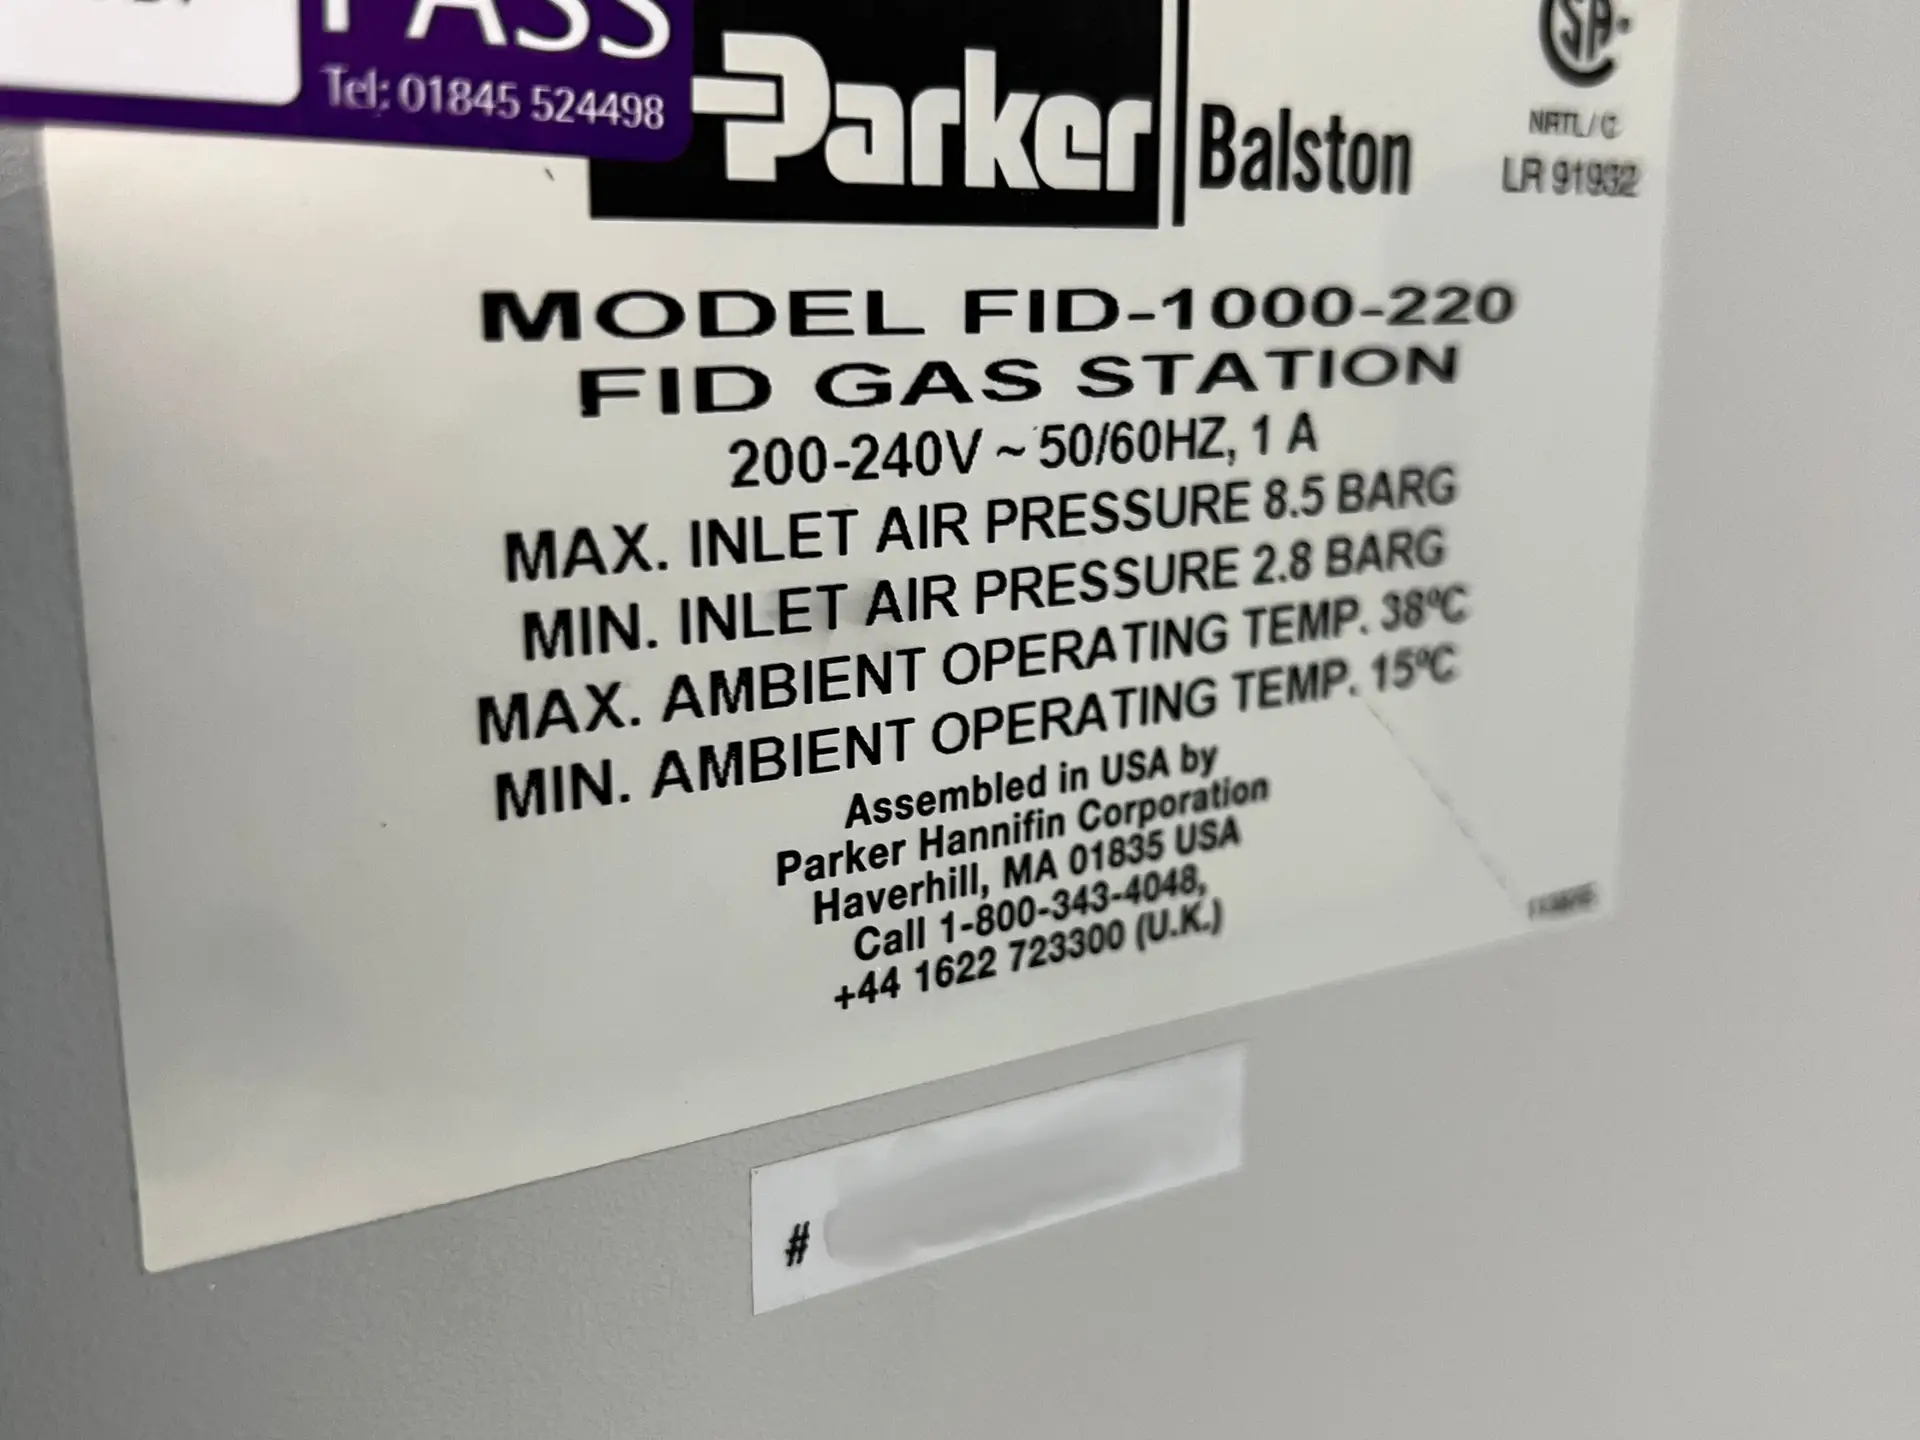 PASS
Tel: 01845 524498
Parker Balston
NRTL/C
LR 91932
MODEL FID-1000-220
FID GAS STATION
200-240V ~ 50/60HZ, 1 A
MAX. INLET AIR PRESSURE 8.5 BARG
MIN. INLET AIR PRESSURE 2.8 BARG
MAX. AMBIENT OPERATING TEMP. 38ºC
MIN. AMBIENT OPERATING TEMP. 15ºC
Assembled in USA by
Parker Hannifin Corporation
Haverhill, MA 01835 USA
Call 1-800-343-4048,
+44 1622 723300 (U.K.)
#